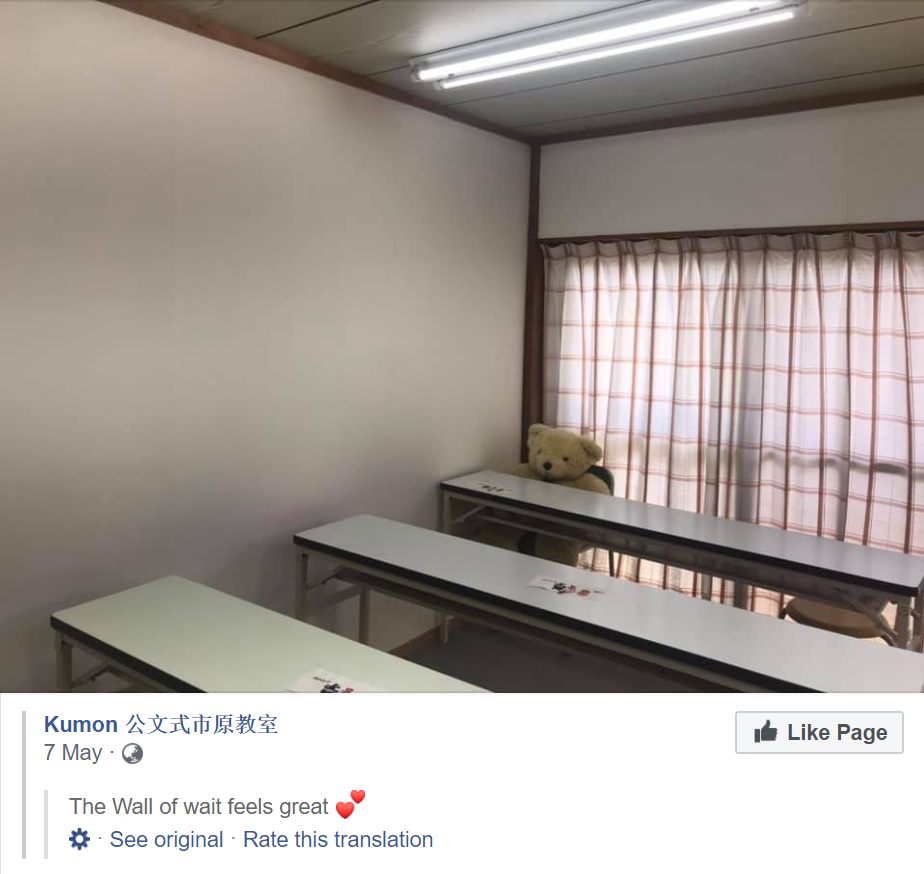 Kumon 公文式市原教室
Like Page
7 May ·
The Wall of wait feels great 💕
· See original · Rate this translation